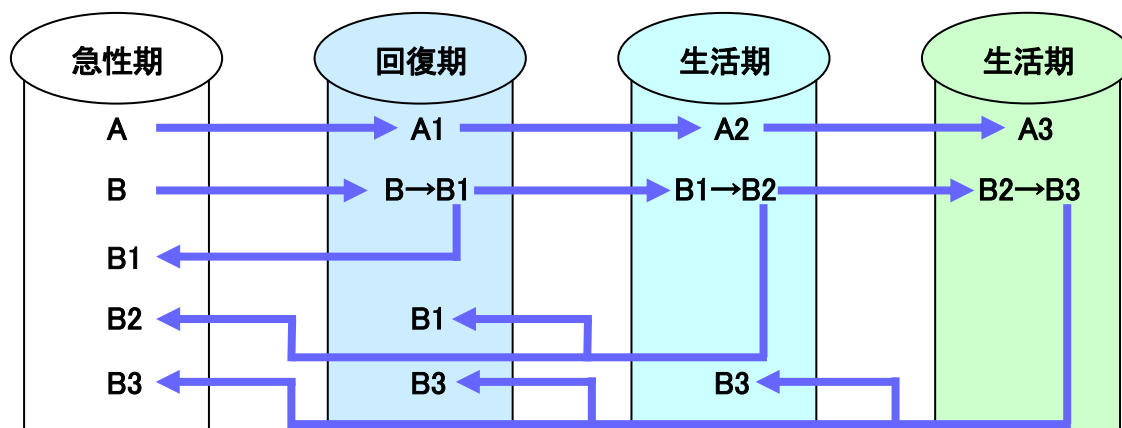 急性期 回復期 生活期 生活期
A A1 A2 A3
B B→B1 B1→B2 B2→B3
B1
B2 B1
B3 B3 B3